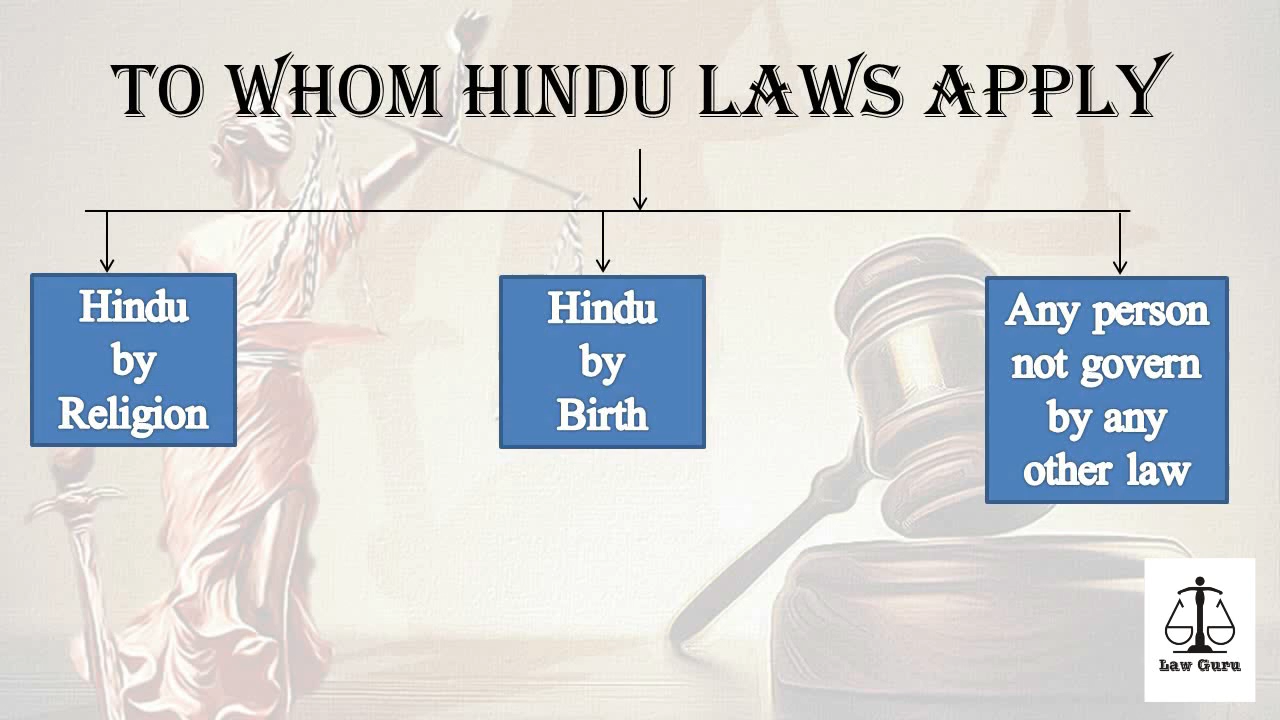 TO WHOM HINDU LAWS APPLY
Hindu
by
Religion
Hindu
by
Birth
Any person
not govern
by any
other law
Law Guru